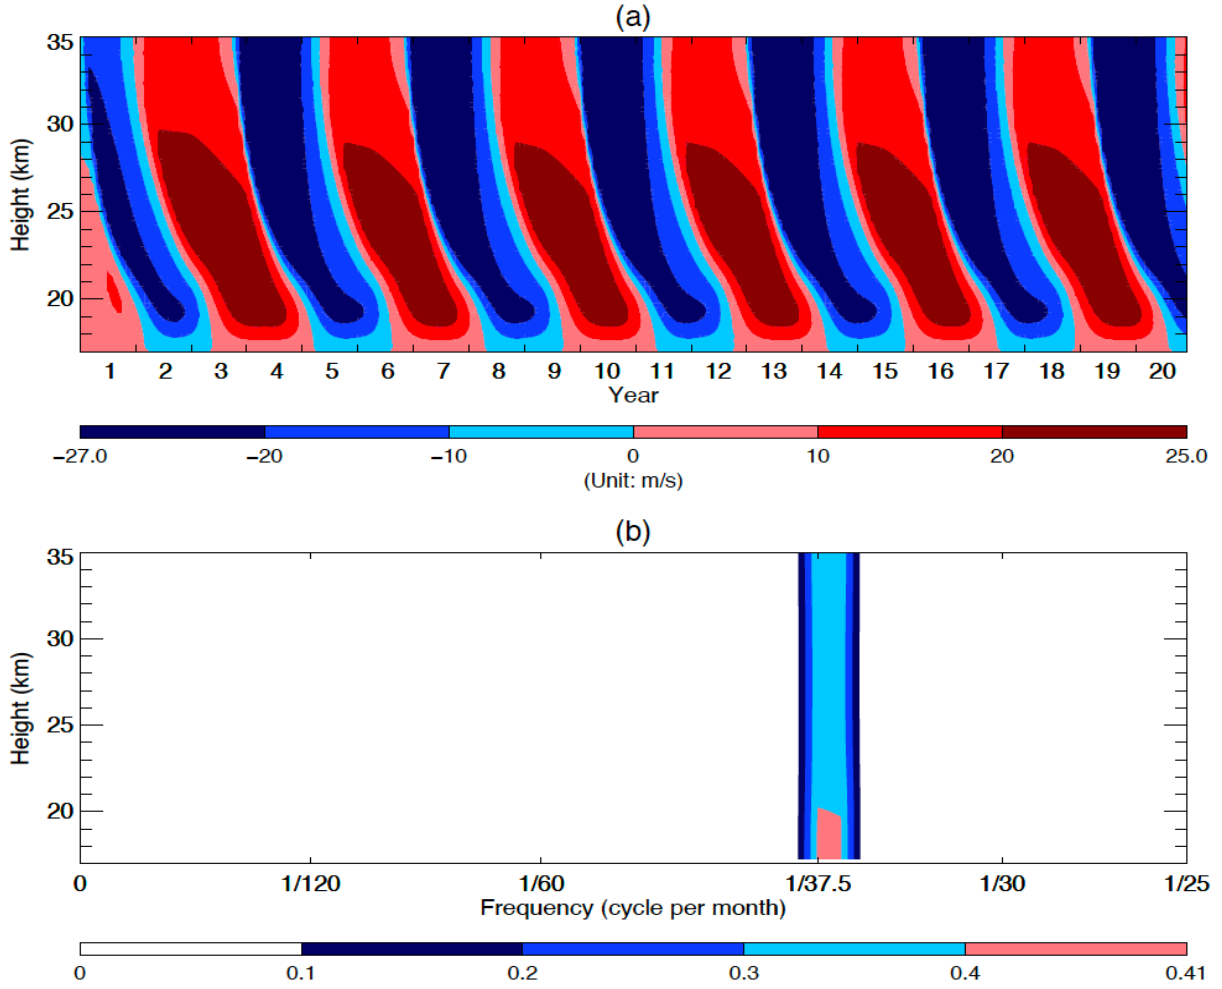 (a)
35
30
25
20
Height (km)
1 2 3 4 5 6 7 8 9 10 11 12 13 14 15 16 17 18 19 20
Year
−27.0 −20 −10 0 10 20 25.0
(Unit: m/s)
(b)
35
30
25
20
Height (km)
0 1/120 1/60 1/37.5 1/30 1/25
Frequency (cycle per month)
0 0.1 0.2 0.3 0.4 0.41